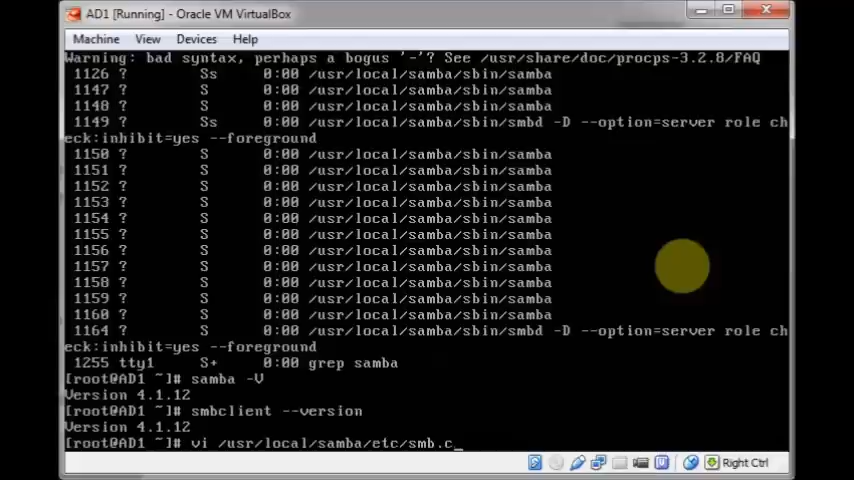 AD1 [Running] - Oracle VM VirtualBox
Machine View Devices Help
Warning: bad syntax, perhaps a bogus '-'? See /usr/share/doc/procps-3.2.8/FAQ
1126 ? Ss 0:00 /usr/local/samba/sbin/samba
1147 ? S 0:00 /usr/local/samba/sbin/samba
1148 ? S 0:00 /usr/local/samba/sbin/samba
1149 ? Ss 0:00 /usr/local/samba/sbin/smbd -D --option=server role ch
eck:inhibit=yes --foreground
1150 ? S 0:00 /usr/local/samba/sbin/samba
1151 ? S 0:00 /usr/local/samba/sbin/samba
1152 ? S 0:00 /usr/local/samba/sbin/samba
1153 ? S 0:00 /usr/local/samba/sbin/samba
1154 ? S 0:00 /usr/local/samba/sbin/samba
1155 ? S 0:00 /usr/local/samba/sbin/samba
1156 ? S 0:00 /usr/local/samba/sbin/samba
1157 ? S 0:00 /usr/local/samba/sbin/samba
1158 ? S 0:00 /usr/local/samba/sbin/samba
1159 ? S 0:00 /usr/local/samba/sbin/samba
1160 ? S 0:00 /usr/local/samba/sbin/samba
1164 ? S 0:00 /usr/local/samba/sbin/smbd -D --option=server role ch
eck:inhibit=yes --foreground
1255 tty1 S+ 0:00 grep samba
[root@AD1 ~]# samba -V
Version 4.1.12
[root@AD1 ~]# smbclient --version
Version 4.1.12
[root@AD1 ~]# vi /usr/local/samba/etc/smb.c_
Right Ctrl